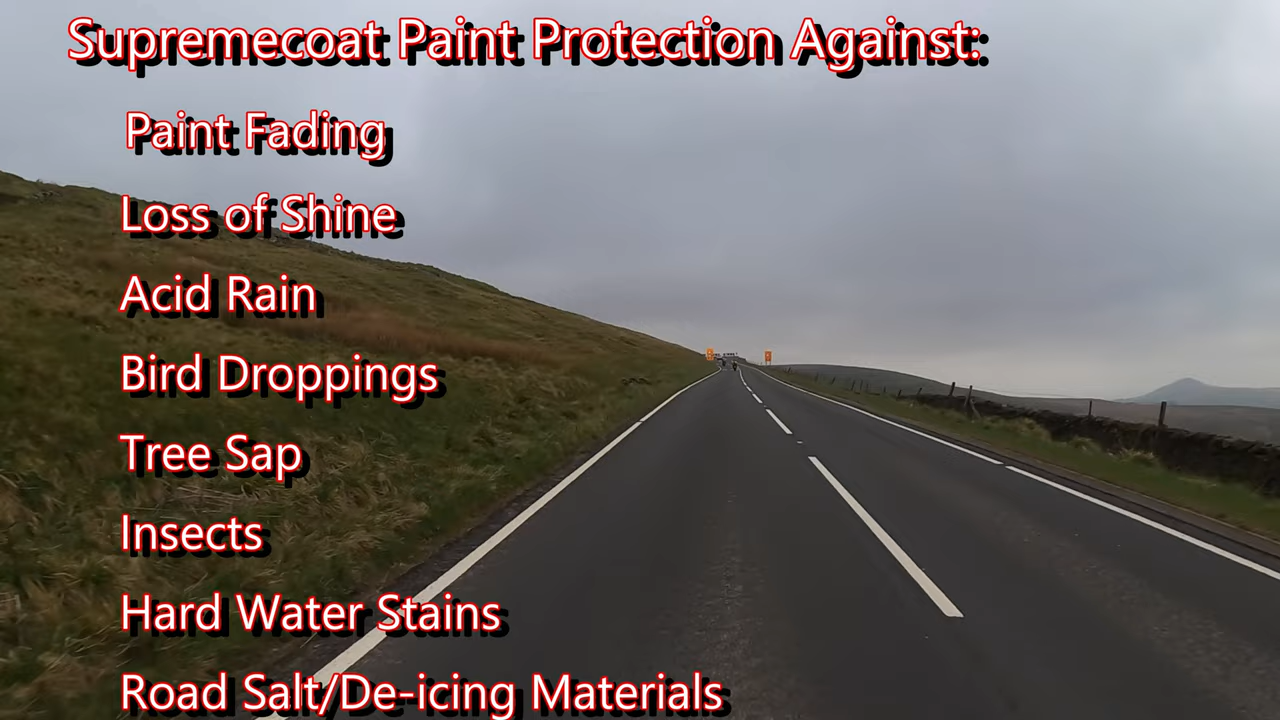 Supremecoat Paint Protection Against:
Paint Fading
Loss of Shine
Acid Rain
Bird Droppings
Tree Sap
Insects
Hard Water Stains
Road Salt/De-icing Materials